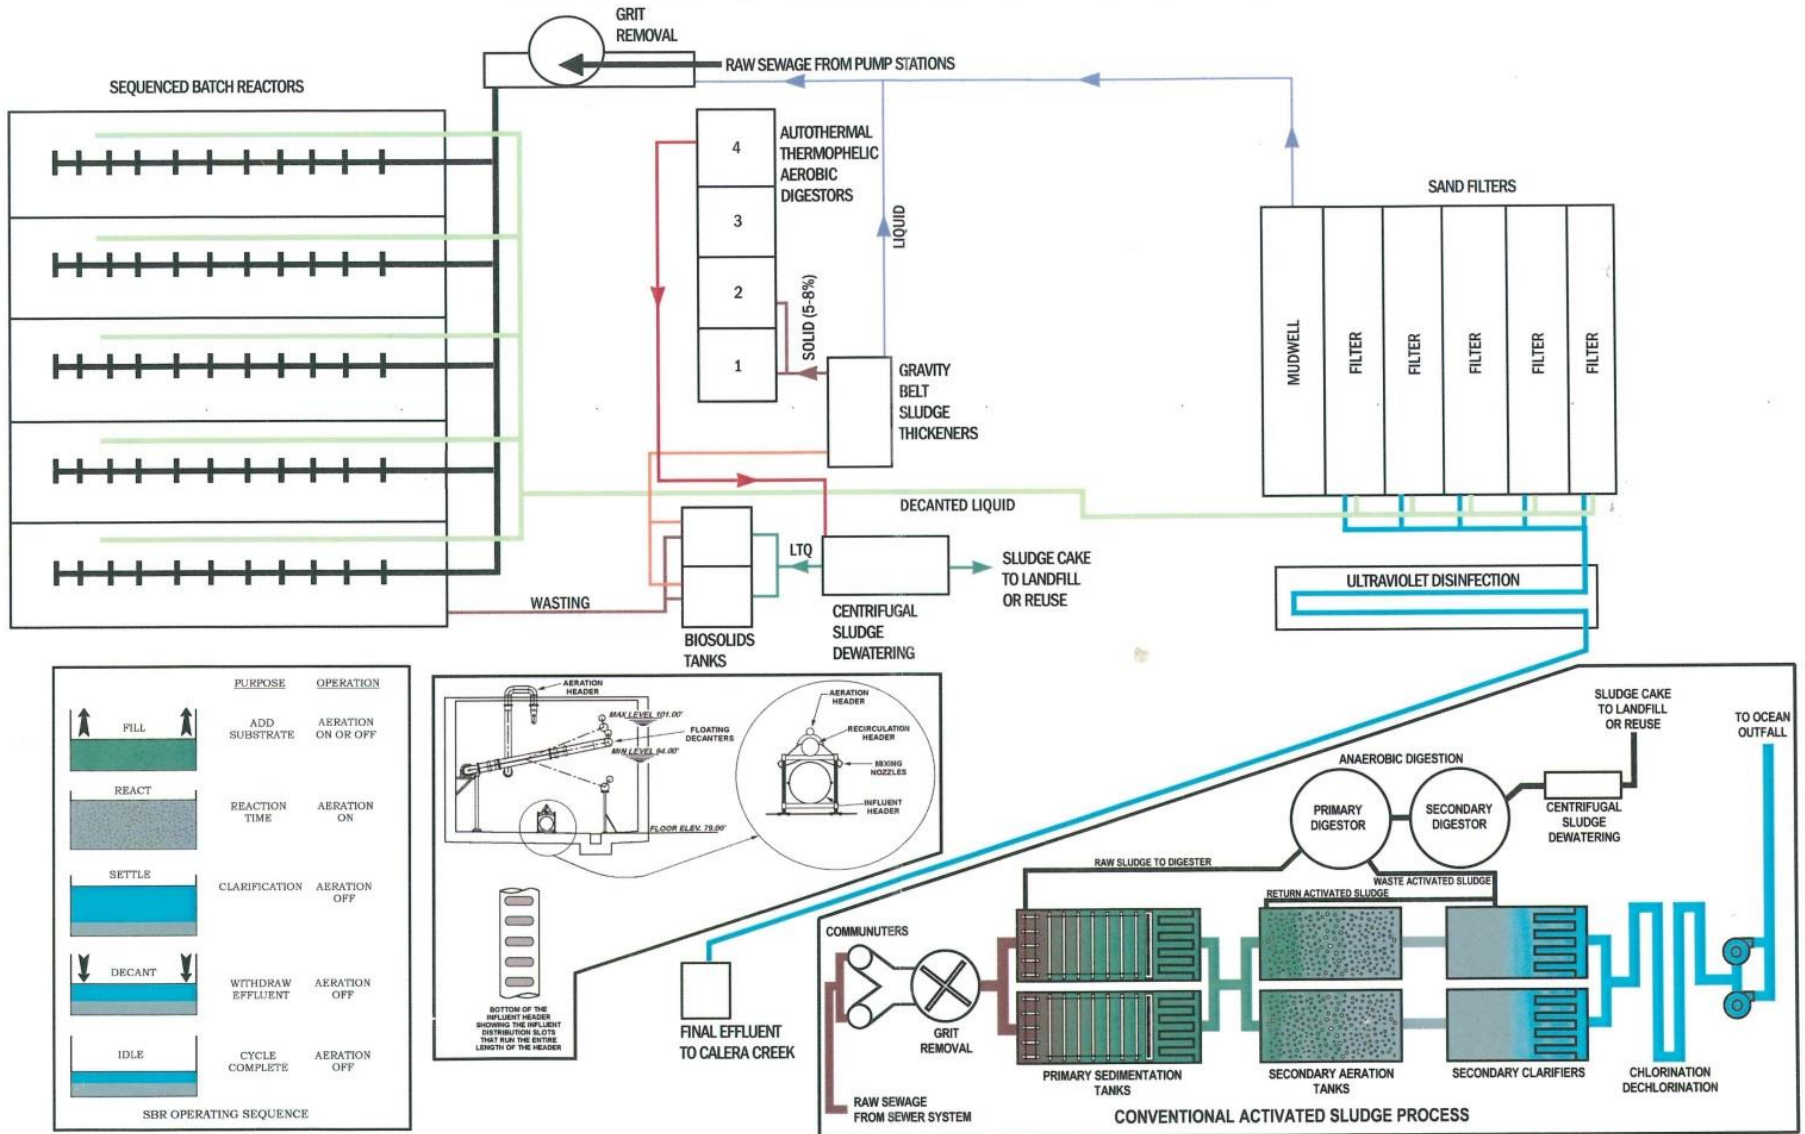 GRIT
REMOVAL
RAW SEWAGE FROM PUMP STATIONS
SEQUENCED BATCH REACTORS
4
3
2
1
AUTOTHERMAL
THERMOPHELIC
AEROBIC
DIGESTORS
SOLID (5-8%)
LIQUID
GRAVITY
BELT
SLUDGE
THICKENERS
SAND FILTERS
MUDWELL
FILTER
FILTER
FILTER
FILTER
FILTER
DECANTED LIQUID
WASTING
BIOSOLIDS
TANKS
LTQ
CENTRIFUGAL
SLUDGE
DEWATERING
SLUDGE CAKE
TO LANDFILL
OR REUSE
ULTRAVIOLET DISINFECTION
PURPOSE OPERATION
FILL
ADD
SUBSTRATE
AERATION
ON OR OFF
REACT
REACTION
TIME
AERATION
ON
SETTLE
CLARIFICATION
AERATION
OFF
DECANT
WITHDRAW
EFFLUENT
AERATION
OFF
IDLE
CYCLE
COMPLETE
AERATION
OFF
SBR OPERATING SEQUENCE
AERATION
HEADER
MAX LEVEL 101.00'
FLOATING
DECANTERS
MIN LEVEL 94.00'
FLOOR ELEV. 79.00'
AERATION
HEADER
RECIRCULATION
HEADER
MIXING
NOZZLES
INFLUENT
HEADER
BOTTOM OF THE
INFLUENT HEADER
SHOWING THE INFLUENT
DISTRIBUTION SLOTS
THAT RUN THE ENTIRE
LENGTH OF THE HEADER
FINAL EFFLUENT
TO CALERA CREEK
SLUDGE CAKE
TO LANDFILL
OR REUSE
TO OCEAN
OUTFALL
ANAEROBIC DIGESTION
PRIMARY
DIGESTOR
SECONDARY
DIGESTOR
CENTRIFUGAL
SLUDGE
DEWATERING
RAW SLUDGE TO DIGESTER
WASTE ACTIVATED SLUDGE
RETURN ACTIVATED SLUDGE
COMMUNUTERS
GRIT
REMOVAL
PRIMARY SEDIMENTATION
TANKS
SECONDARY AERATION
TANKS
SECONDARY CLARIFIERS
CHLORINATION
DECHLORINATION
RAW SEWAGE
FROM SEWER SYSTEM
CONVENTIONAL ACTIVATED SLUDGE PROCESS